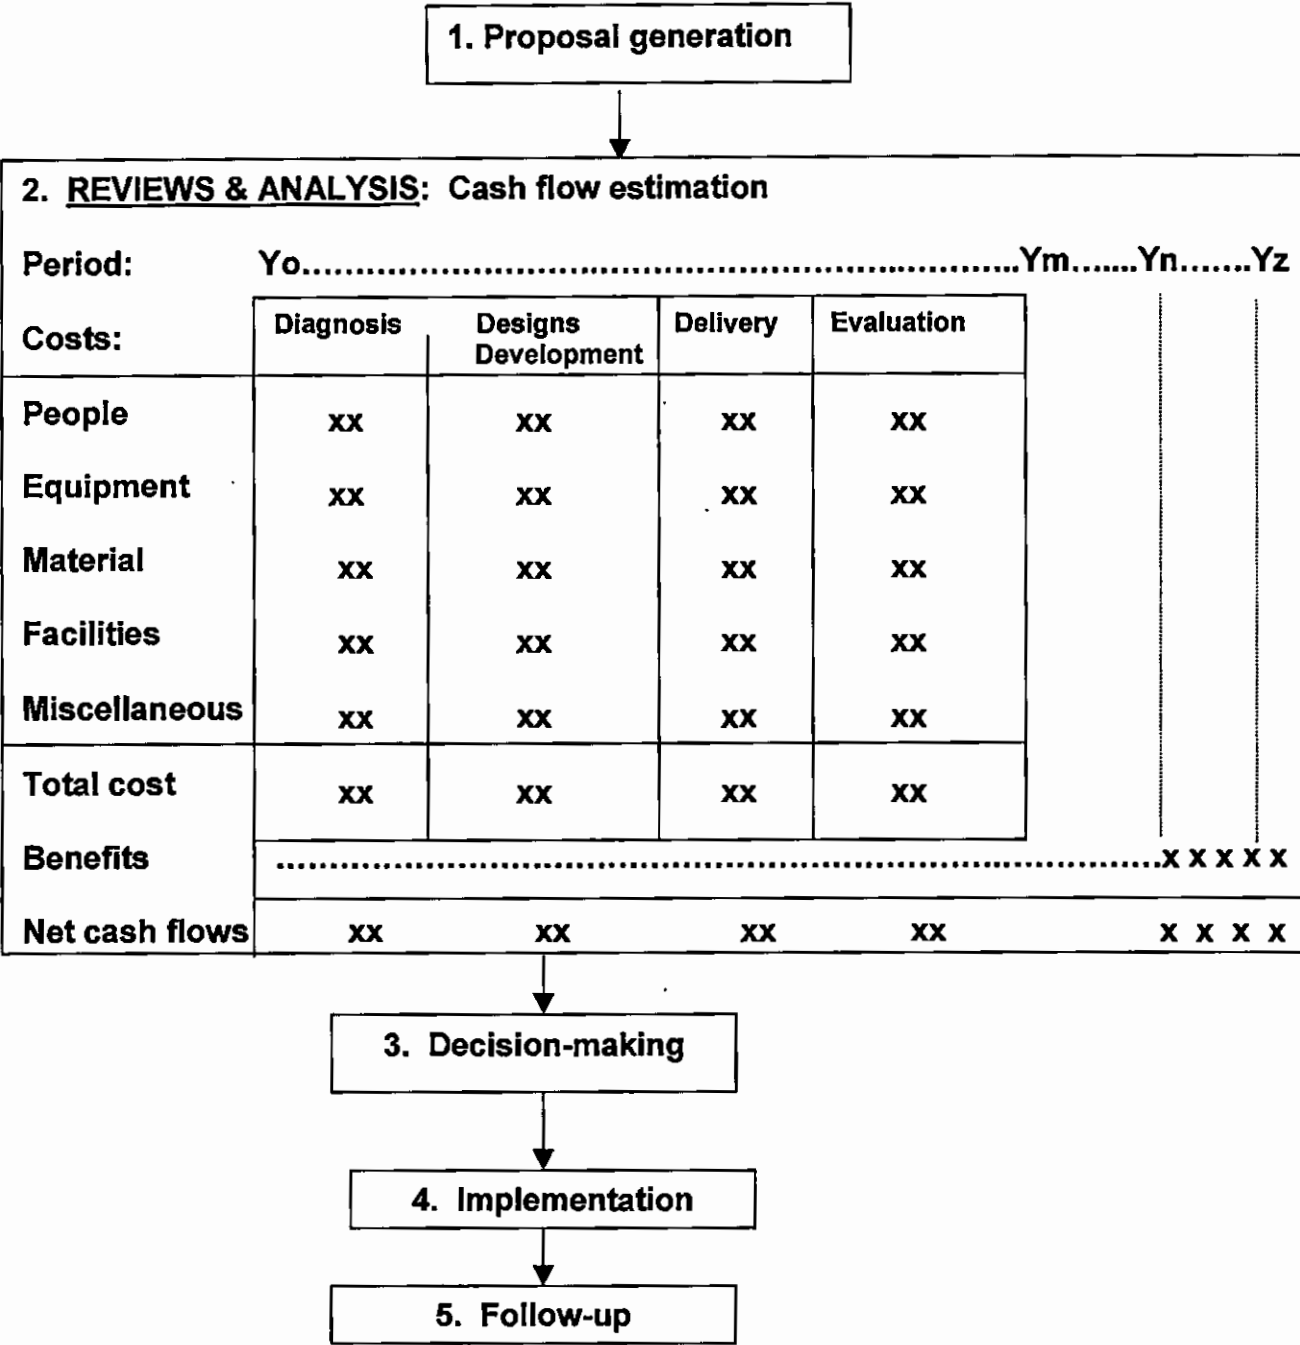 1. Proposal generation
2. REVIEWS & ANALYSIS: Cash flow estimation
Period: Yo.....................................................................Ym.......Yn.......Yz
Costs: Diagnosis Designs Delivery Evaluation
Development
People xx xx xx xx
Equipment xx xx xx xx
Material xx xx xx xx
Facilities xx xx xx xx
Miscellaneous xx xx xx xx
Total cost xx xx xx xx
Benefits .....................................................................................x x x x x
Net cash flows xx xx xx xx x x x x
3. Decision-making
4. Implementation
5. Follow-up